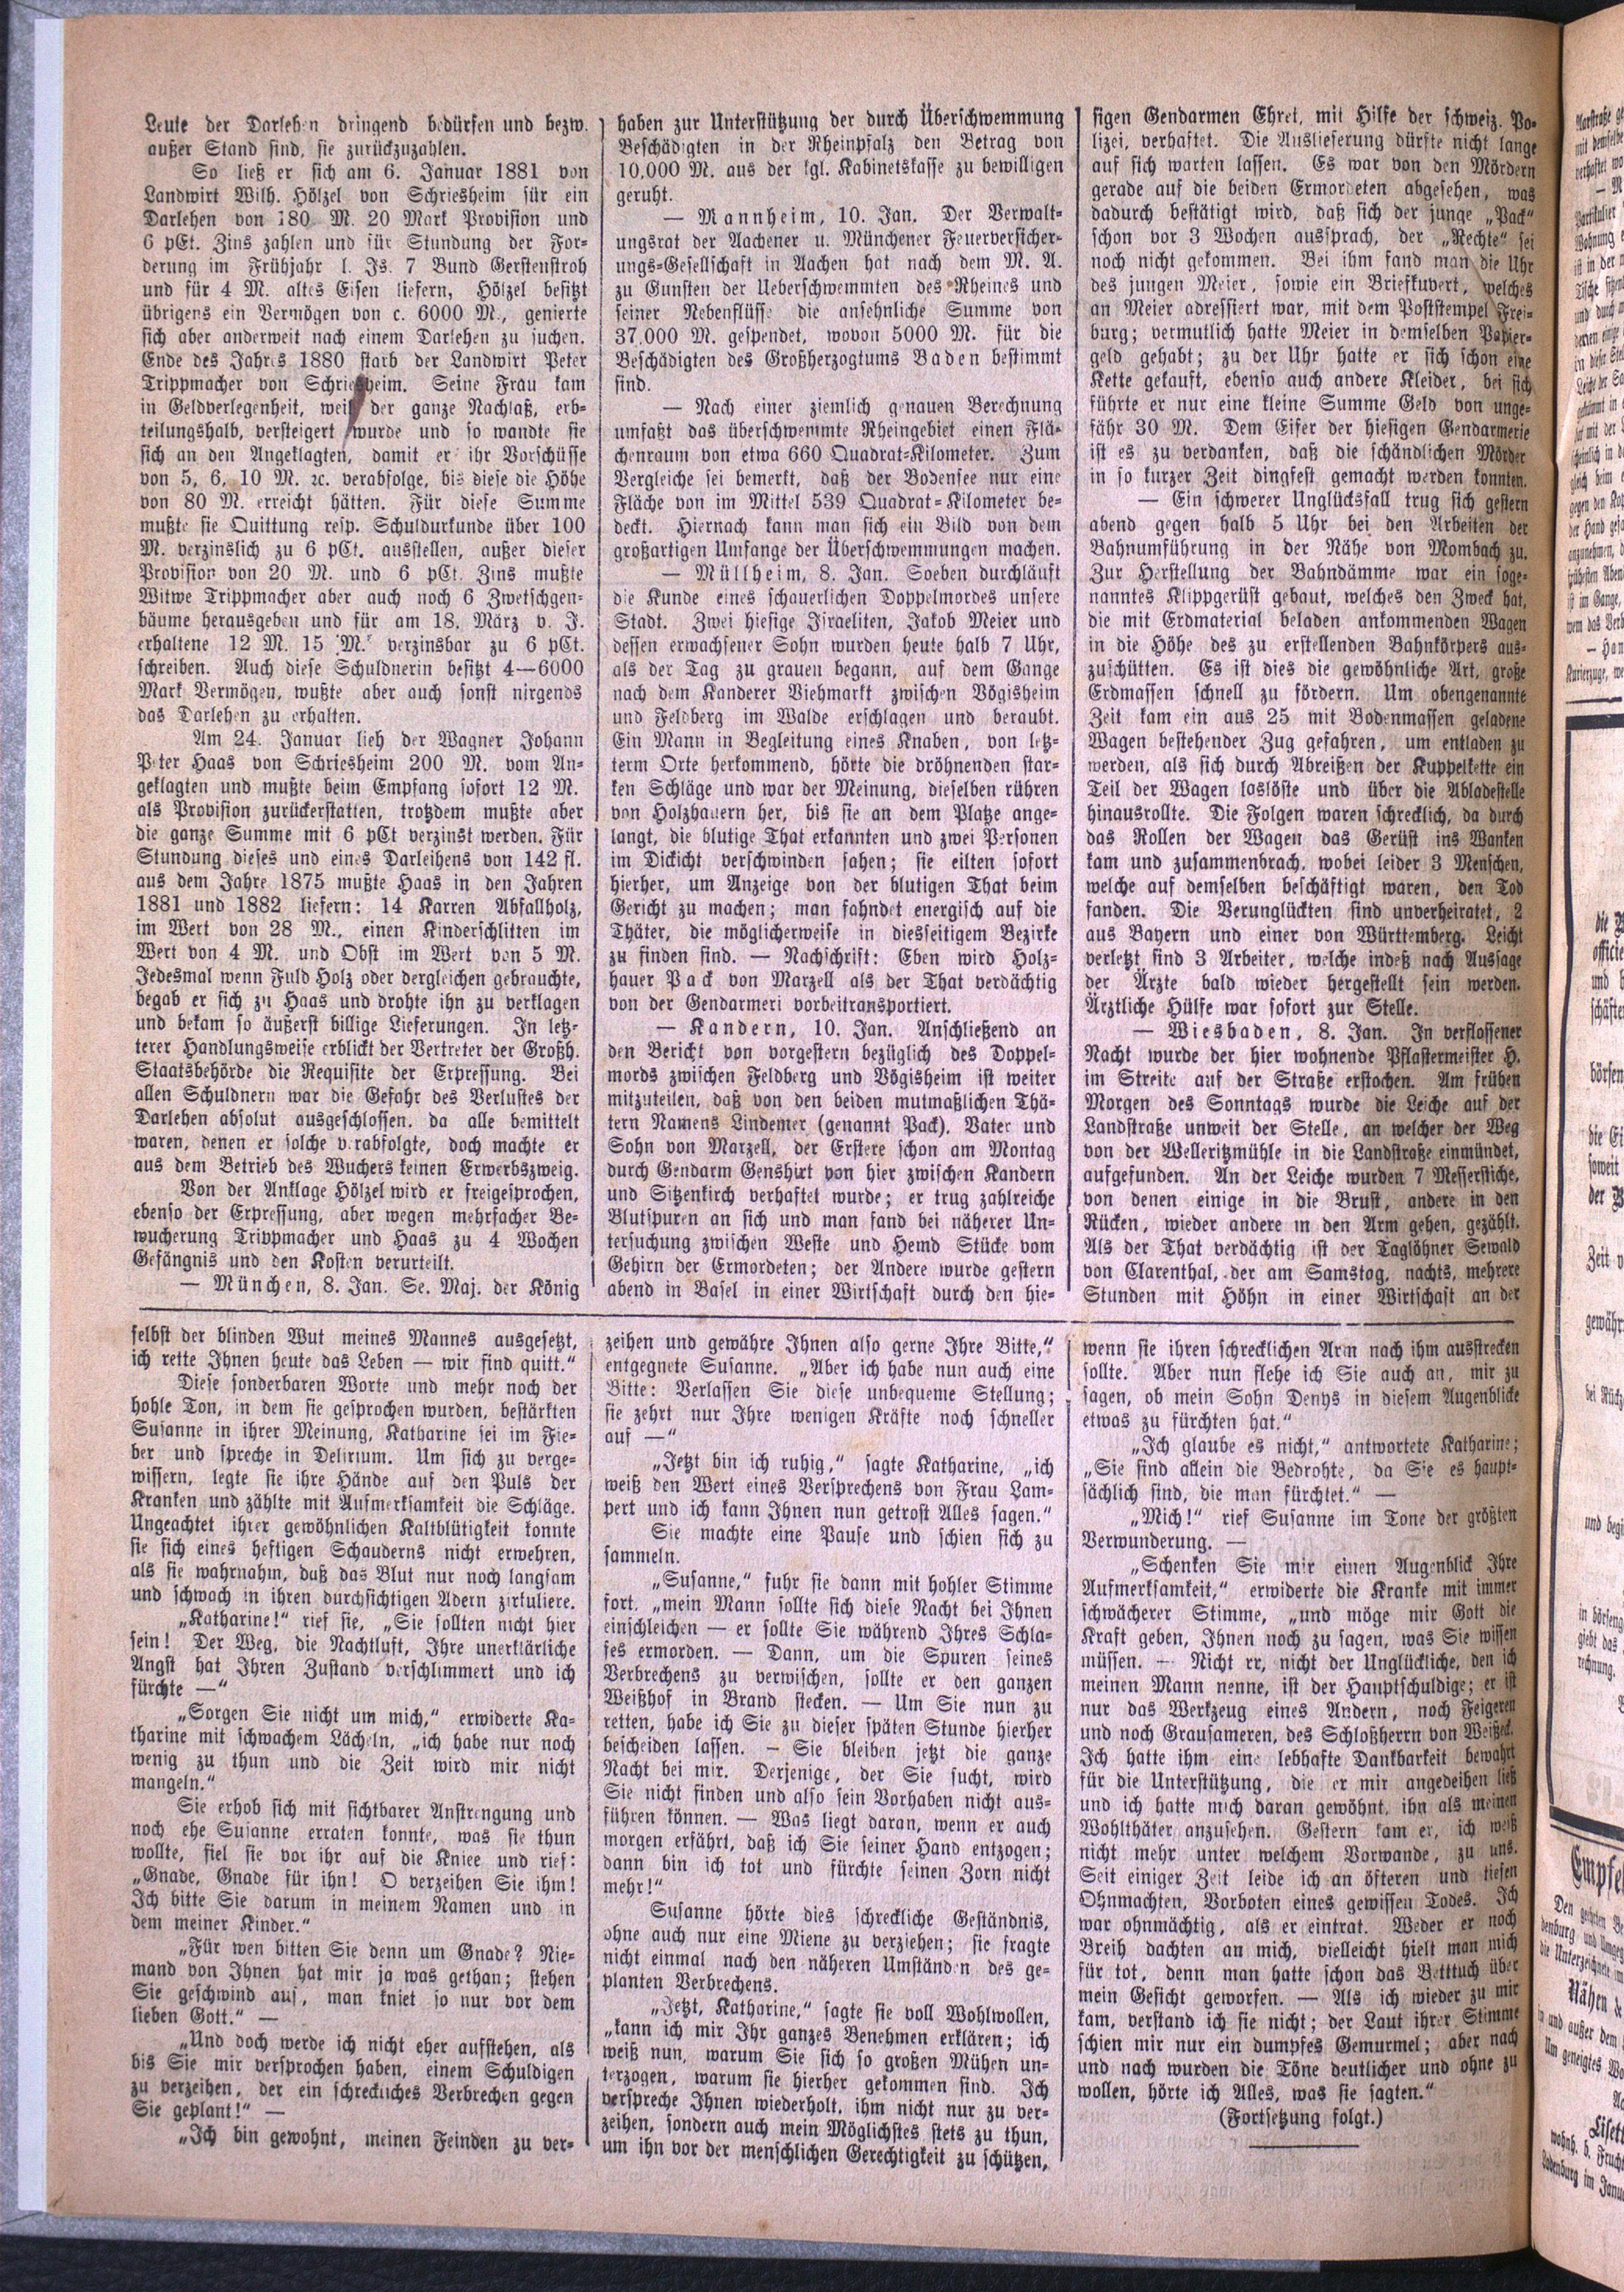 Leute der Darlehen dringend bedürfen und bezw.
außer Stand sind, sie zurückzuzahlen.
So ließ er sich am 6. Januar 1881 von
Landwirt Wilh. Hölzel von Schriesheim für ein
Darlehen von 180 M. 20 Mark Provision und
6 pCt. Zins zahlen und für Stundung der For-
derung im Frühjahr l. Js. 7 Bund Gerstenstroh
und für 4 M. altes Eisen liefern, Hölzel besitzt
übrigens ein Vermögen von c. 6000 M., genierte
sich aber anderweit nach einem Darlehen zu suchen.
Ende des Jahres 1880 starb der Landwirt Peter
Trippmacher von Schriesheim. Seine Frau kam
in Geldverlegenheit, weil der ganze Nachlaß, erb-
teilungshalb, versteigert wurde und so wandte sie
sich an den Angeklagten, damit er ihr Vorschüsse
von 5, 6, 10 M. ꝛc. verabfolge, bis diese die Höhe
von 80 M. erreicht hätten. Für diese Summe
mußte sie Quittung resp. Schuldurkunde über 100
M. verzinslich zu 6 pCt. ausstellen, außer dieser
Provision von 20 M. und 6 pCt. Zins mußte
Witwe Trippmacher aber auch noch 6 Zwetschgen-
bäume herausgeben und für am 18. März v. J.
erhaltene 12 M. 15 M. verzinsbar zu 6 pCt.
schreiben. Auch diese Schuldnerin besitzt 4—6000
Mark Vermögen, wußte aber auch sonst nirgends
das Darlehen zu erhalten.
Am 24. Januar lieh der Wagner Johann
Peter Haas von Schriesheim 200 M. vom An-
geklagten und mußte beim Empfang sofort 12 M.
als Provision zurückerstatten, trotzdem mußte aber
die ganze Summe mit 6 pCt verzinst werden. Für
Stundung dieses und eines Darleihens von 142 fl.
aus dem Jahre 1875 mußte Haas in den Jahren
1881 und 1882 liefern: 14 Karren Abfallholz,
im Wert von 28 M., einen Kinderschlitten im
Wert von 4 M. und Obst im Wert von 5 M.
Jedesmal wenn Fuld Holz oder dergleichen gebrauchte,
begab er sich zu Haas und drohte ihn zu verklagen
und bekam so äußerst billige Lieferungen. In letz-
terer Handlungsweise erblickt der Vertreter der Großh.
Staatsbehörde die Requisite der Erpressung. Bei
allen Schuldnern war die Gefahr des Verlustes der
Darlehen absolut ausgeschlossen, da alle bemittelt
waren, denen er solche verabfolgte, doch machte er
aus dem Betrieb des Wuchers keinen Erwerbszweig.
Von der Anklage Hölzel wird er freigesprochen,
ebenso der Erpressung, aber wegen mehrfacher Be-
wucherung Trippmacher und Haas zu 4 Wochen
Gefängnis und den Kosten verurteilt.
— München, 8. Jan. Se. Maj. der König
haben zur Unterstützung der durch Überschwemmung
Beschädigten in der Rheinpfalz den Betrag von
10,000 M. aus der kgl. Kabinetskasse zu bewilligen
geruht.
— Mannheim, 10. Jan. Der Verwalt-
ungsrat der Aachener u. Münchener Feuerversicher-
ungs-Gesellschaft in Aachen hat nach dem M. A.
zu Gunsten der Ueberschwemmten des Rheines und
seiner Nebenflüsse die ansehnliche Summe von
37,000 M. gespendet, wovon 5000 M. für die
Beschädigten des Großherzogtums Baden bestimmt
sind.
— Nach einer ziemlich genauen Berechnung
umfaßt das überschwemmte Rheingebiet einen Flä-
chenraum von etwa 660 Quadrat-Kilometer. Zum
Vergleiche sei bemerkt, daß der Bodensee nur eine
Fläche von im Mittel 539 Quadrat-Kilometer be-
deckt. Hiernach kann man sich ein Bild von dem
großartigen Umfange der Überschwemmungen machen.
— Müllheim, 8. Jan. Soeben durchläuft
die Kunde eines schauerlichen Doppelmordes unsere
Stadt. Zwei hiesige Israeliten, Jakob Meier und
dessen erwachsener Sohn wurden heute halb 7 Uhr,
als der Tag zu grauen begann, auf dem Gange
nach dem Kanderer Viehmarkt zwischen Vögisheim
und Feldberg im Walde erschlagen und beraubt.
Ein Mann in Begleitung eines Knaben, von letz-
term Orte herkommend, hörte die dröhnenden star-
ken Schläge und war der Meinung, dieselben rühren
von Holzhauern her, bis sie an dem Platze ange-
langt, die blutige That erkannten und zwei Personen
im Dickicht verschwinden sahen; sie eilten sofort
hierher, um Anzeige von der blutigen That beim
Gericht zu machen; man fahndet energisch auf die
Thäter, die möglicherweise in diesseitigem Bezirke
zu finden sind. — Nachschrift: Eben wird Holz-
hauer Pack von Marzell als der That verdächtig
von der Gendarmeri vorbeitransportiert.
— Kandern, 10. Jan. Anschließend an
den Bericht von vorgestern bezüglich des Doppel-
mords zwischen Feldberg und Vögisheim ist weiter
mitzuteilen, daß von den beiden mutmaßlichen Thä-
tern Namens Lindemer (genannt Pack). Vater und
Sohn von Marzell, der Erstere schon am Montag
durch Gendarm Genshirt von hier zwischen Kandern
und Sitzenkirch verhaftet wurde; er trug zahlreiche
Blutspuren an sich und man fand bei näherer Un-
tersuchung zwischen Weste und Hemd Stücke vom
Gehirn der Ermordeten; der Andere wurde gestern
abend in Basel in einer Wirtschaft durch den hie-
sigen Gendarmen Ehret, mit Hilfe der schweiz. Po-
lizei, verhaftet. Die Auslieferung dürfte nicht lange
auf sich warten lassen. Es war von den Mördern
gerade auf die beiden Ermordeten abgesehen, was
dadurch bestätigt wird, daß sich der junge „Pack“
schon vor 3 Wochen aussprach, der „Rechte“ sei
noch nicht gekommen. Bei ihm fand man die Uhr
des jungen Meier, sowie ein Briefkuvert, welches
an Meier adressiert war, mit dem Poststempel Frei-
burg; vermutlich hatte Meier in demselben Papier-
geld gehabt; zu der Uhr hatte er sich schon eine
Kette gekauft, ebenso auch andere Kleider, bei sich
führte er nur eine kleine Summe Geld von unge-
fähr 30 M. Dem Eifer der hiesigen Gendarmerie
ist es zu verdanken, daß die schändlichen Mörder
in so kurzer Zeit dingfest gemacht werden konnten.
— Ein schwerer Unglücksfall trug sich gestern
abend gegen halb 5 Uhr bei den Arbeiten der
Bahnumführung in der Nähe von Mombach zu.
Zur Herstellung der Bahndämme war ein soge-
nanntes Klippgerüst gebaut, welches den Zweck hat,
die mit Erdmaterial beladen ankommenden Wagen
in die Höhe des zu erstellenden Bahnkörpers aus-
zuschütten. Es ist dies die gewöhnliche Art, große
Erdmassen schnell zu fördern. Um obengenannte
Zeit kam ein aus 25 mit Bodenmassen geladene
Wagen bestehender Zug gefahren, um entladen zu
werden, als sich durch Abreißen der Kuppelkette ein
Teil der Wagen loslöste und über die Abladestelle
hinausrollte. Die Folgen waren schrecklich, da durch
das Rollen der Wagen das Gerüst ins Wanken
kam und zusammenbrach, wobei leider 3 Menschen,
welche auf demselben beschäftigt waren, den Tod
fanden. Die Verunglückten sind unverheiratet, 2
aus Bayern und einer von Württemberg. Leicht
verletzt sind 3 Arbeiter, welche indeß nach Aussage
der Ärzte bald wieder hergestellt sein werden.
Ärztliche Hülfe war sofort zur Stelle.
— Wiesbaden, 8. Jan. In verflossener
Nacht wurde der hier wohnende Pflastermeister H.
im Streite auf der Straße erstochen. Am frühen
Morgen des Sonntags wurde die Leiche auf der
Landstraße unweit der Stelle, an welcher der Weg
von der Welleritzmühle in die Landstraße einmündet,
aufgefunden. An der Leiche wurden 7 Messerstiche,
von denen einige in die Brust, andere in den
Rücken, wieder andere in den Arm gehen, gezählt.
Als der That verdächtig ist der Taglöhner Sewald
von Clarenthal, der am Samstag, nachts, mehrere
Stunden mit Höhn in einer Wirtschaft an der
selbst der blinden Wut meines Mannes ausgesetzt,
ich rette Ihnen heute das Leben — wir find quitt.“
Diese sonderbaren Worte und mehr noch der
hohle Ton, in dem sie gesprochen wurden, bestärkten
Susanne in ihrer Meinung, Katharine sei im Fie-
ber und spreche in Delirium. Um sich zu verge-
wissern, legte sie ihre Hände auf den Puls der
Kranken und zählte mit Aufmerksamkeit die Schläge.
Ungeachtet ihrer gewöhnlichen Kaltblütigkeit konnte
sie sich eines heftigen Schauderns nicht erwehren,
als sie wahrnahm, daß das Blut nur noch langsam
und schwach in ihren durchsichtigen Adern zirkuliere.
„Katharine!“ rief sie, „Sie sollten nicht hier
sein! Der Weg, die Nachtluft, Ihre unerklärliche
Angst hat Ihren Zustand verschlimmert und ich
fürchte —“
„Sorgen Sie nicht um mich,“ erwiderte Ka-
tharine mit schwachem Lächeln, „ich habe nur noch
wenig zu thun und die Zeit wird mir nicht
mangeln.“
Sie erhob sich mit sichtbarer Anstrengung und
noch ehe Susanne erraten konnte, was sie thun
wollte, fiel sie vor ihr auf die Kniee und rief:
„Gnade, Gnade für ihn! O verzeihen Sie ihm!
Ich bitte Sie darum in meinem Namen und in
dem meiner Kinder.“
„Für wen bitten Sie denn um Gnade? Nie-
mand von Ihnen hat mir ja was gethan; stehen
Sie geschwind auf, man kniet so nur vor dem
lieben Gott.“ —
„Und doch werde ich nicht eher aufstehen, als
bis Sie mir versprochen haben, einem Schuldigen
zu verzeihen, der ein schreckliches Verbrechen gegen
Sie geplant!“ —
„Ich bin gewohnt, meinen Feinden zu ver-
zeihen und gewähre Ihnen also gerne Ihre Bitte,“
entgegnete Susanne. „Aber ich habe nun auch eine
Bitte: Verlassen Sie diese unbequeme Stellung;
sie zehrt nur Ihre wenigen Kräfte noch schneller
auf —“
„Jetzt bin ich ruhig,“ sagte Katharine, „ich
weiß den Wert eines Versprechens von Frau Lam-
pert und ich kann Ihnen nun getrost Alles sagen.“
Sie machte eine Pause und schien sich zu
sammeln.
„Susanne,“ fuhr sie dann mit hohler Stimme
fort, „mein Mann sollte sich diese Nacht bei Ihnen
einschleichen — er sollte Sie während Ihres Schla-
fes ermorden. — Dann, um die Spuren seines
Verbrechens zu verwischen, sollte er den ganzen
Weißhof in Brand stecken. — Um Sie nun zu
retten, habe ich Sie zu dieser späten Stunde hierher
bescheiden lassen. — Sie bleiben jetzt die ganze
Nacht bei mir. Derjenige, der Sie sucht, wird
Sie nicht finden und also sein Vorhaben nicht aus-
führen können. — Was liegt daran, wenn er auch
morgen erfährt, daß ich Sie seiner Hand entzogen;
dann bin ich tot und fürchte seinen Zorn nicht
mehr!“
Susanne hörte dies schreckliche Geständnis,
ohne auch nur eine Miene zu verziehen; sie fragte
nicht einmal nach den näheren Umständen des ge-
planten Verbrechens.
„Jetzt, Katharine,“ sagte sie voll Wohlwollen,
„kann ich mir Ihr ganzes Benehmen erklären; ich
weiß nun, warum Sie sich so großen Mühen un-
terzogen, warum sie hierher gekommen sind. Ich
verspreche Ihnen wiederholt, ihm nicht nur zu ver-
zeihen, sondern auch mein Möglichstes stets zu thun,
um ihn vor der menschlichen Gerechtigkeit zu schützen,
wenn sie ihren schrecklichen Arm nach ihm ausstrecken
sollte. Aber nun flehe ich Sie auch an, mir zu
sagen, ob mein Sohn Denys in diesem Augenblicke
etwas zu fürchten hat.“
„Ich glaube es nicht,“ antwortete Katharine;
„Sie sind allein die Bedrohte, da Sie es haupt-
sächlich sind, die man fürchtet.“ —
„Mich!“ rief Susanne im Tone der größten
Verwunderung. —
„Schenken Sie mir einen Augenblick Ihre
Aufmerksamkeit,“ erwiderte die Kranke mit immer
schwächerer Stimme, „und möge mir Gott die
Kraft geben, Ihnen noch zu sagen, was Sie wissen
müssen. — Nicht rr, nicht der Unglückliche, den ich
meinen Mann nenne, ist der Hauptschuldige; er ist
nur das Werkzeug eines Andern, noch Feigeren
und noch Grausameren, des Schloßherrn von Weißeck.
Ich hatte ihm eine lebhafte Dankbarkeit bewahrt
für die Unterstützung, die er mir angedeihen ließ
und ich hatte mich daran gewöhnt, ihn als meinen
Wohlthäter anzusehen. Gestern kam er, ich weiß
nicht mehr unter welchem Vorwande, zu uns.
Seit einiger Zeit leide ich an öfteren und tiefen
Ohnmachten, Vorboten eines gewissen Todes. Ich
war ohnmächtig, als er eintrat. Weder er noch
Breih dachten an mich, vielleicht hielt man mich
für tot, denn man hatte schon das Betttuch über
mein Gesicht geworfen. — Als ich wieder zu mir
kam, verstand ich sie nicht; der Laut ihrer Stimme
schien mir nur ein dumpfes Gemurmel; aber nach
und nach wurden die Töne deutlicher und ohne zu
wollen, hörte ich Alles, was sie sagten.“
(Fortsetzung folgt.)